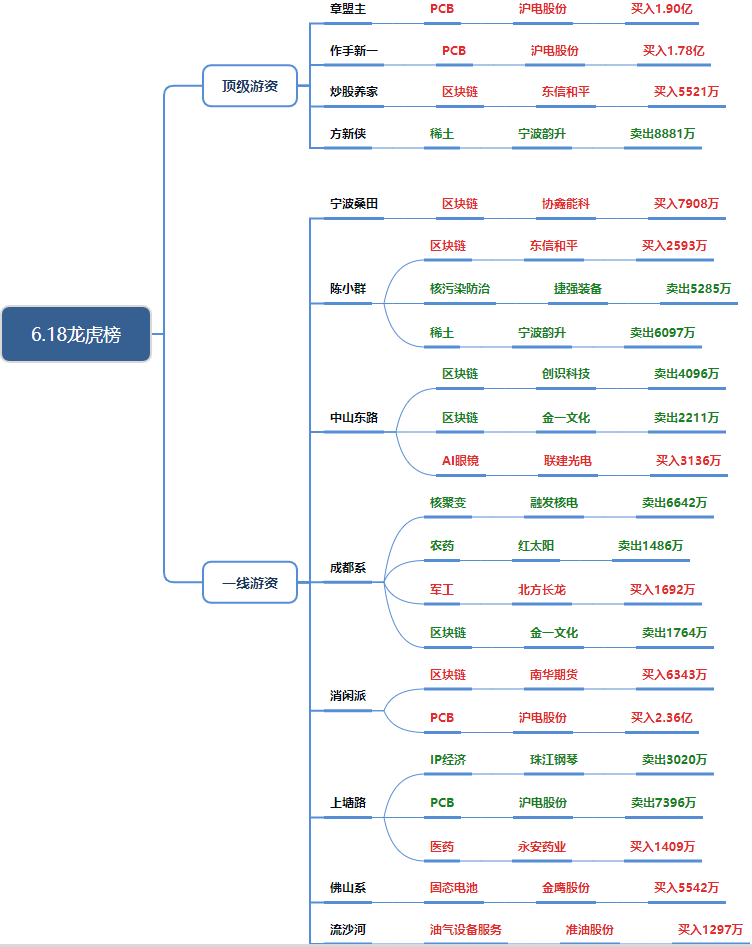 6.18龙虎榜
顶级游资
章盟主 PCB 沪电股份 买入1.90亿
作手新一 PCB 沪电股份 买入1.78亿
炒股养家 区块链 东信和平 买入5521万
方新侠 稀土 宁波韵升 卖出8881万
一线游资
宁波桑田 区块链 协鑫能科 买入7908万
陈小群
区块链 东信和平 买入2593万
核污染防治 捷强装备 卖出5285万
稀土 宁波韵升 卖出6097万
中山东路
区块链 创识科技 卖出4096万
区块链 金一文化 卖出2211万
AI眼镜 联建光电 买入3136万
成都系
核聚变 融发核电 卖出6642万
农药 红太阳 卖出1486万
军工 北方长龙 买入1692万
区块链 金一文化 卖出1764万
消闲派
区块链 南华期货 买入6343万
PCB 沪电股份 买入2.36亿
上塘路
IP经济 珠江钢琴 卖出3020万
PCB 沪电股份 卖出7396万
医药 永安药业 买入1409万
佛山系 固态电池 金鹰股份 买入5542万
流沙河 油气设备服务 准油股份 买入1297万